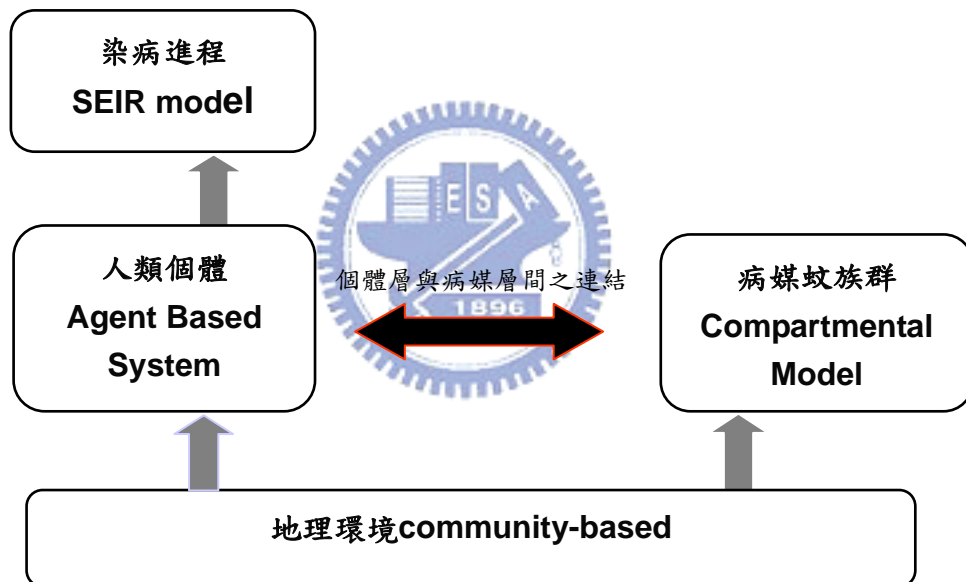 染病進程
SEIR model
ESA
人類個體
Agent Based
System
個體層與病媒層間之連結
1896
病媒蚊族群
Compartmental
Model
地理環境community-based